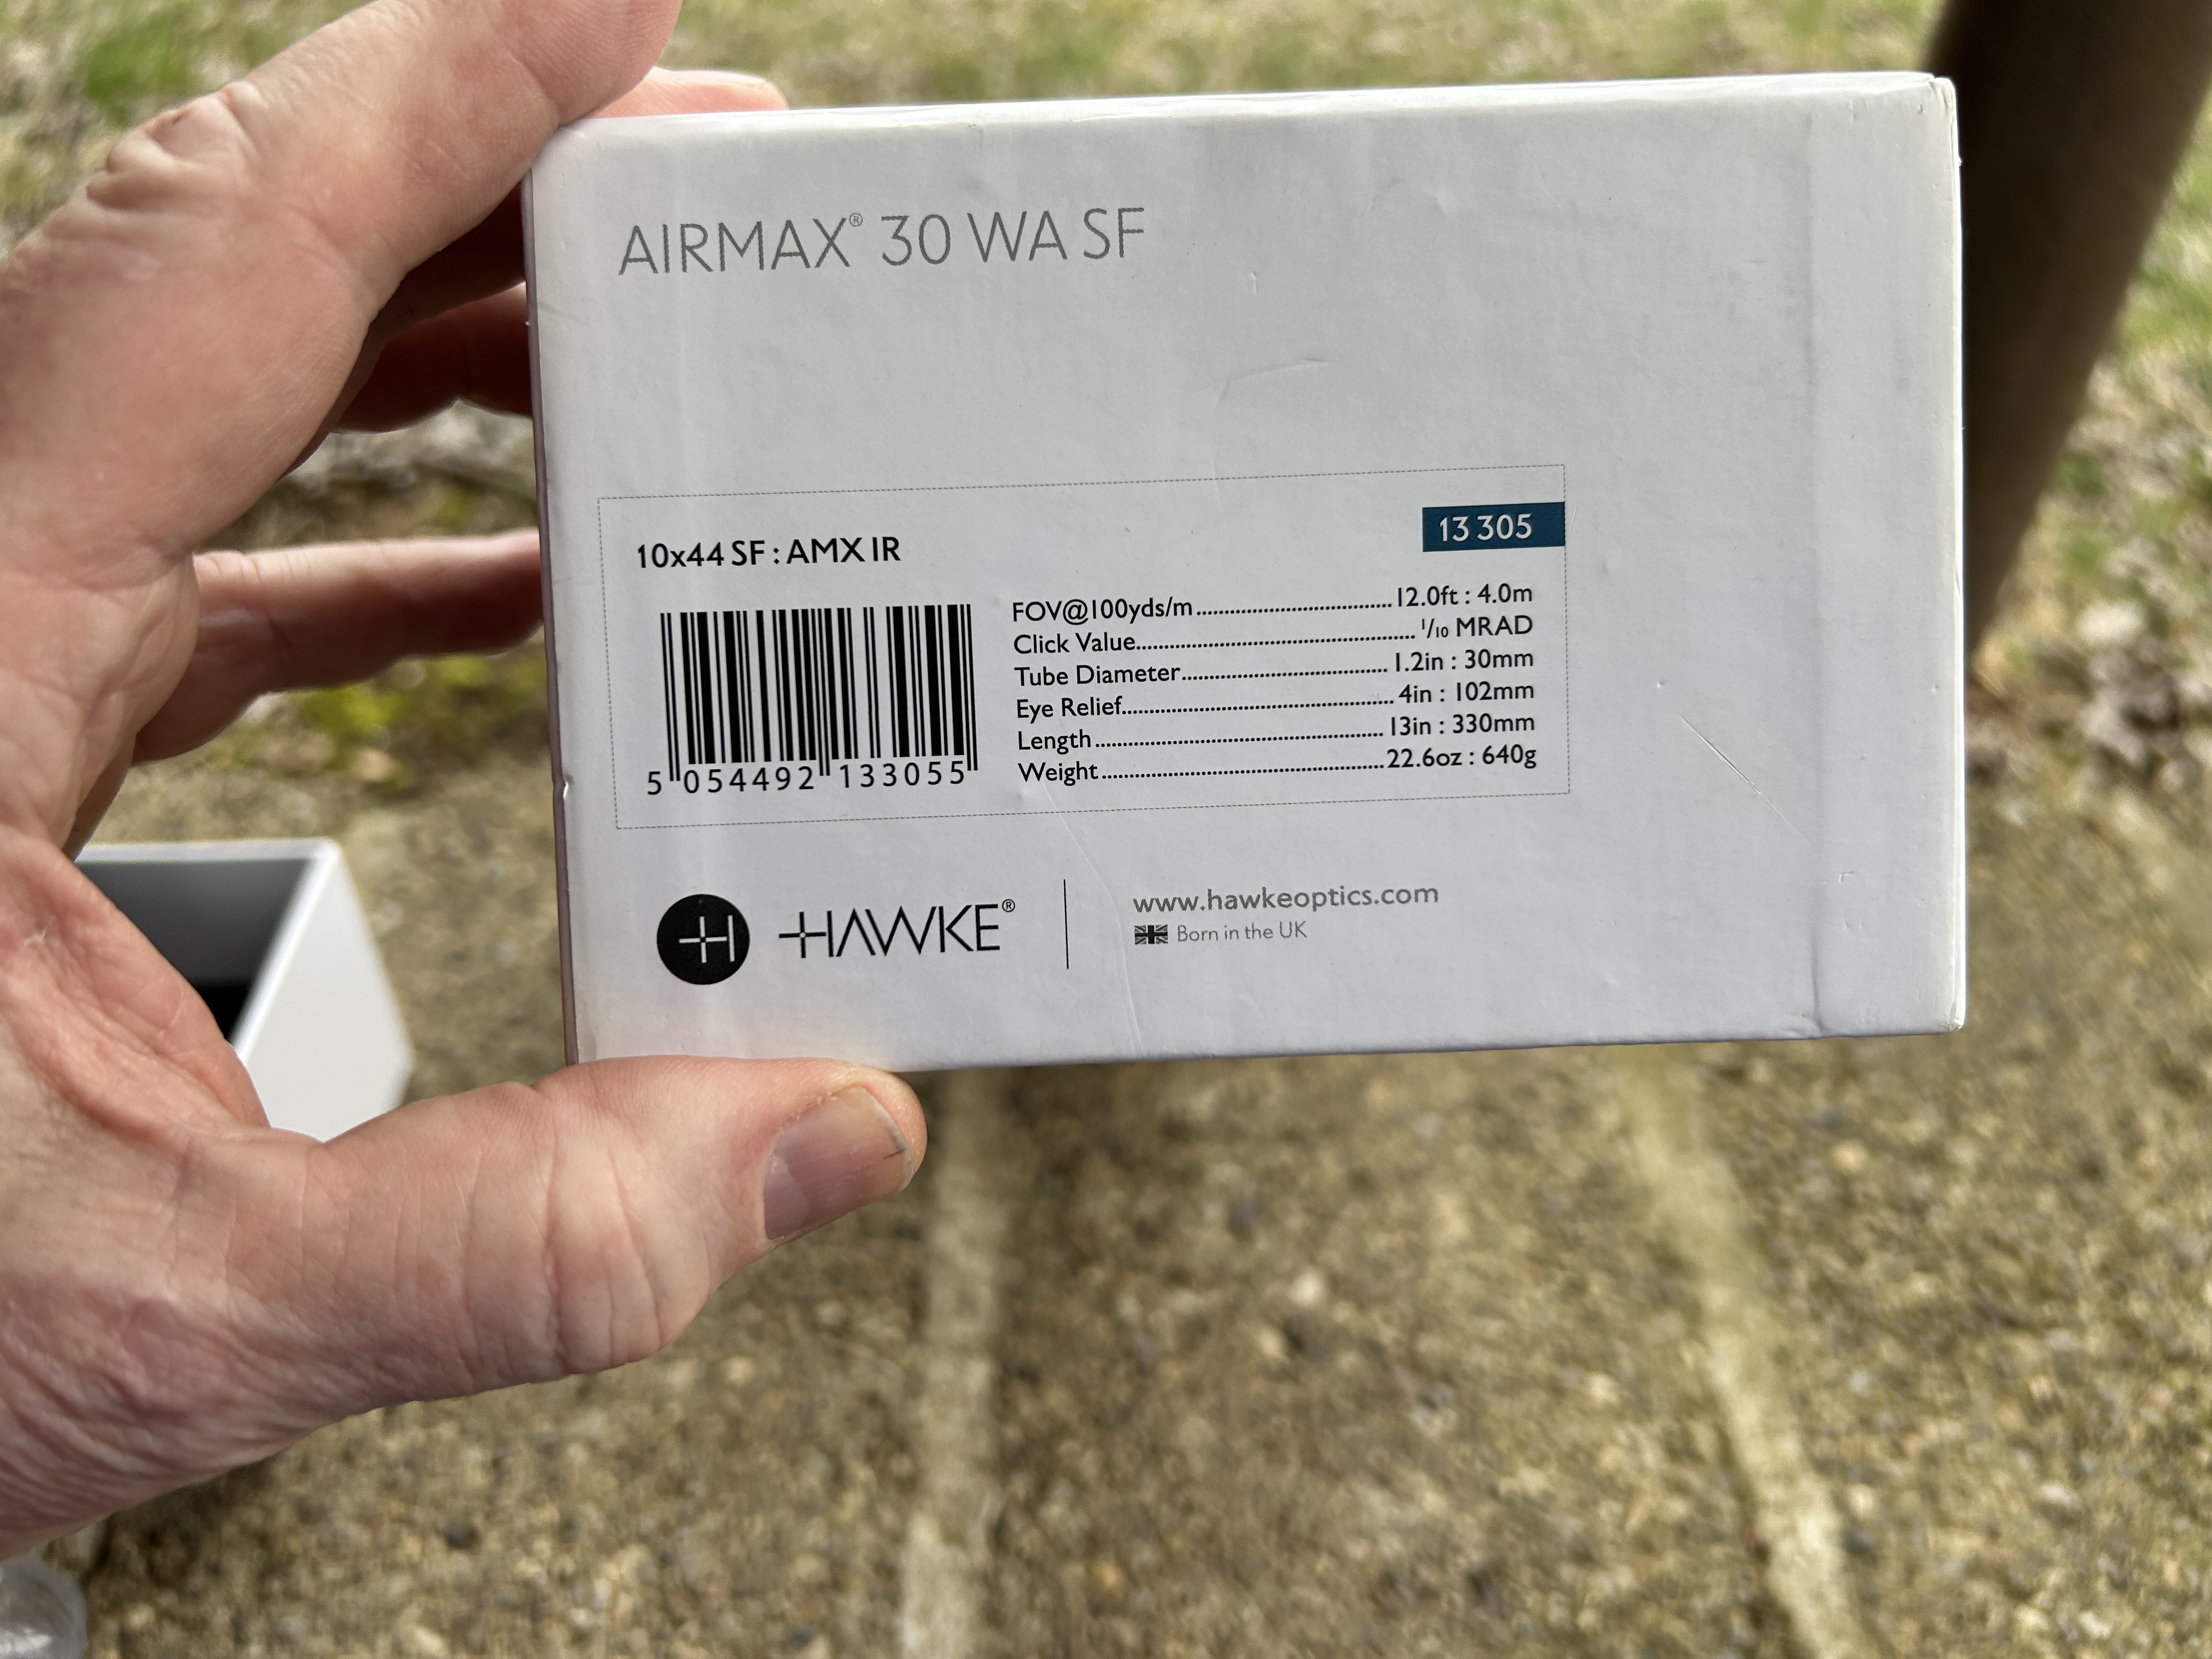 AIRMAX® 30 WA SF
10x44 SF : AMX IR
13 305
FOV@100yds/m............12.0ft : 4.0m
Click Value............1/10 MRAD
Tube Diameter............1.2in : 30mm
Eye Relief............4in : 102mm
Length............13in : 330mm
Weight............22.6oz : 640g
5 054492 133055
H HAWKE®
www.hawkeoptics.com
Born in the UK